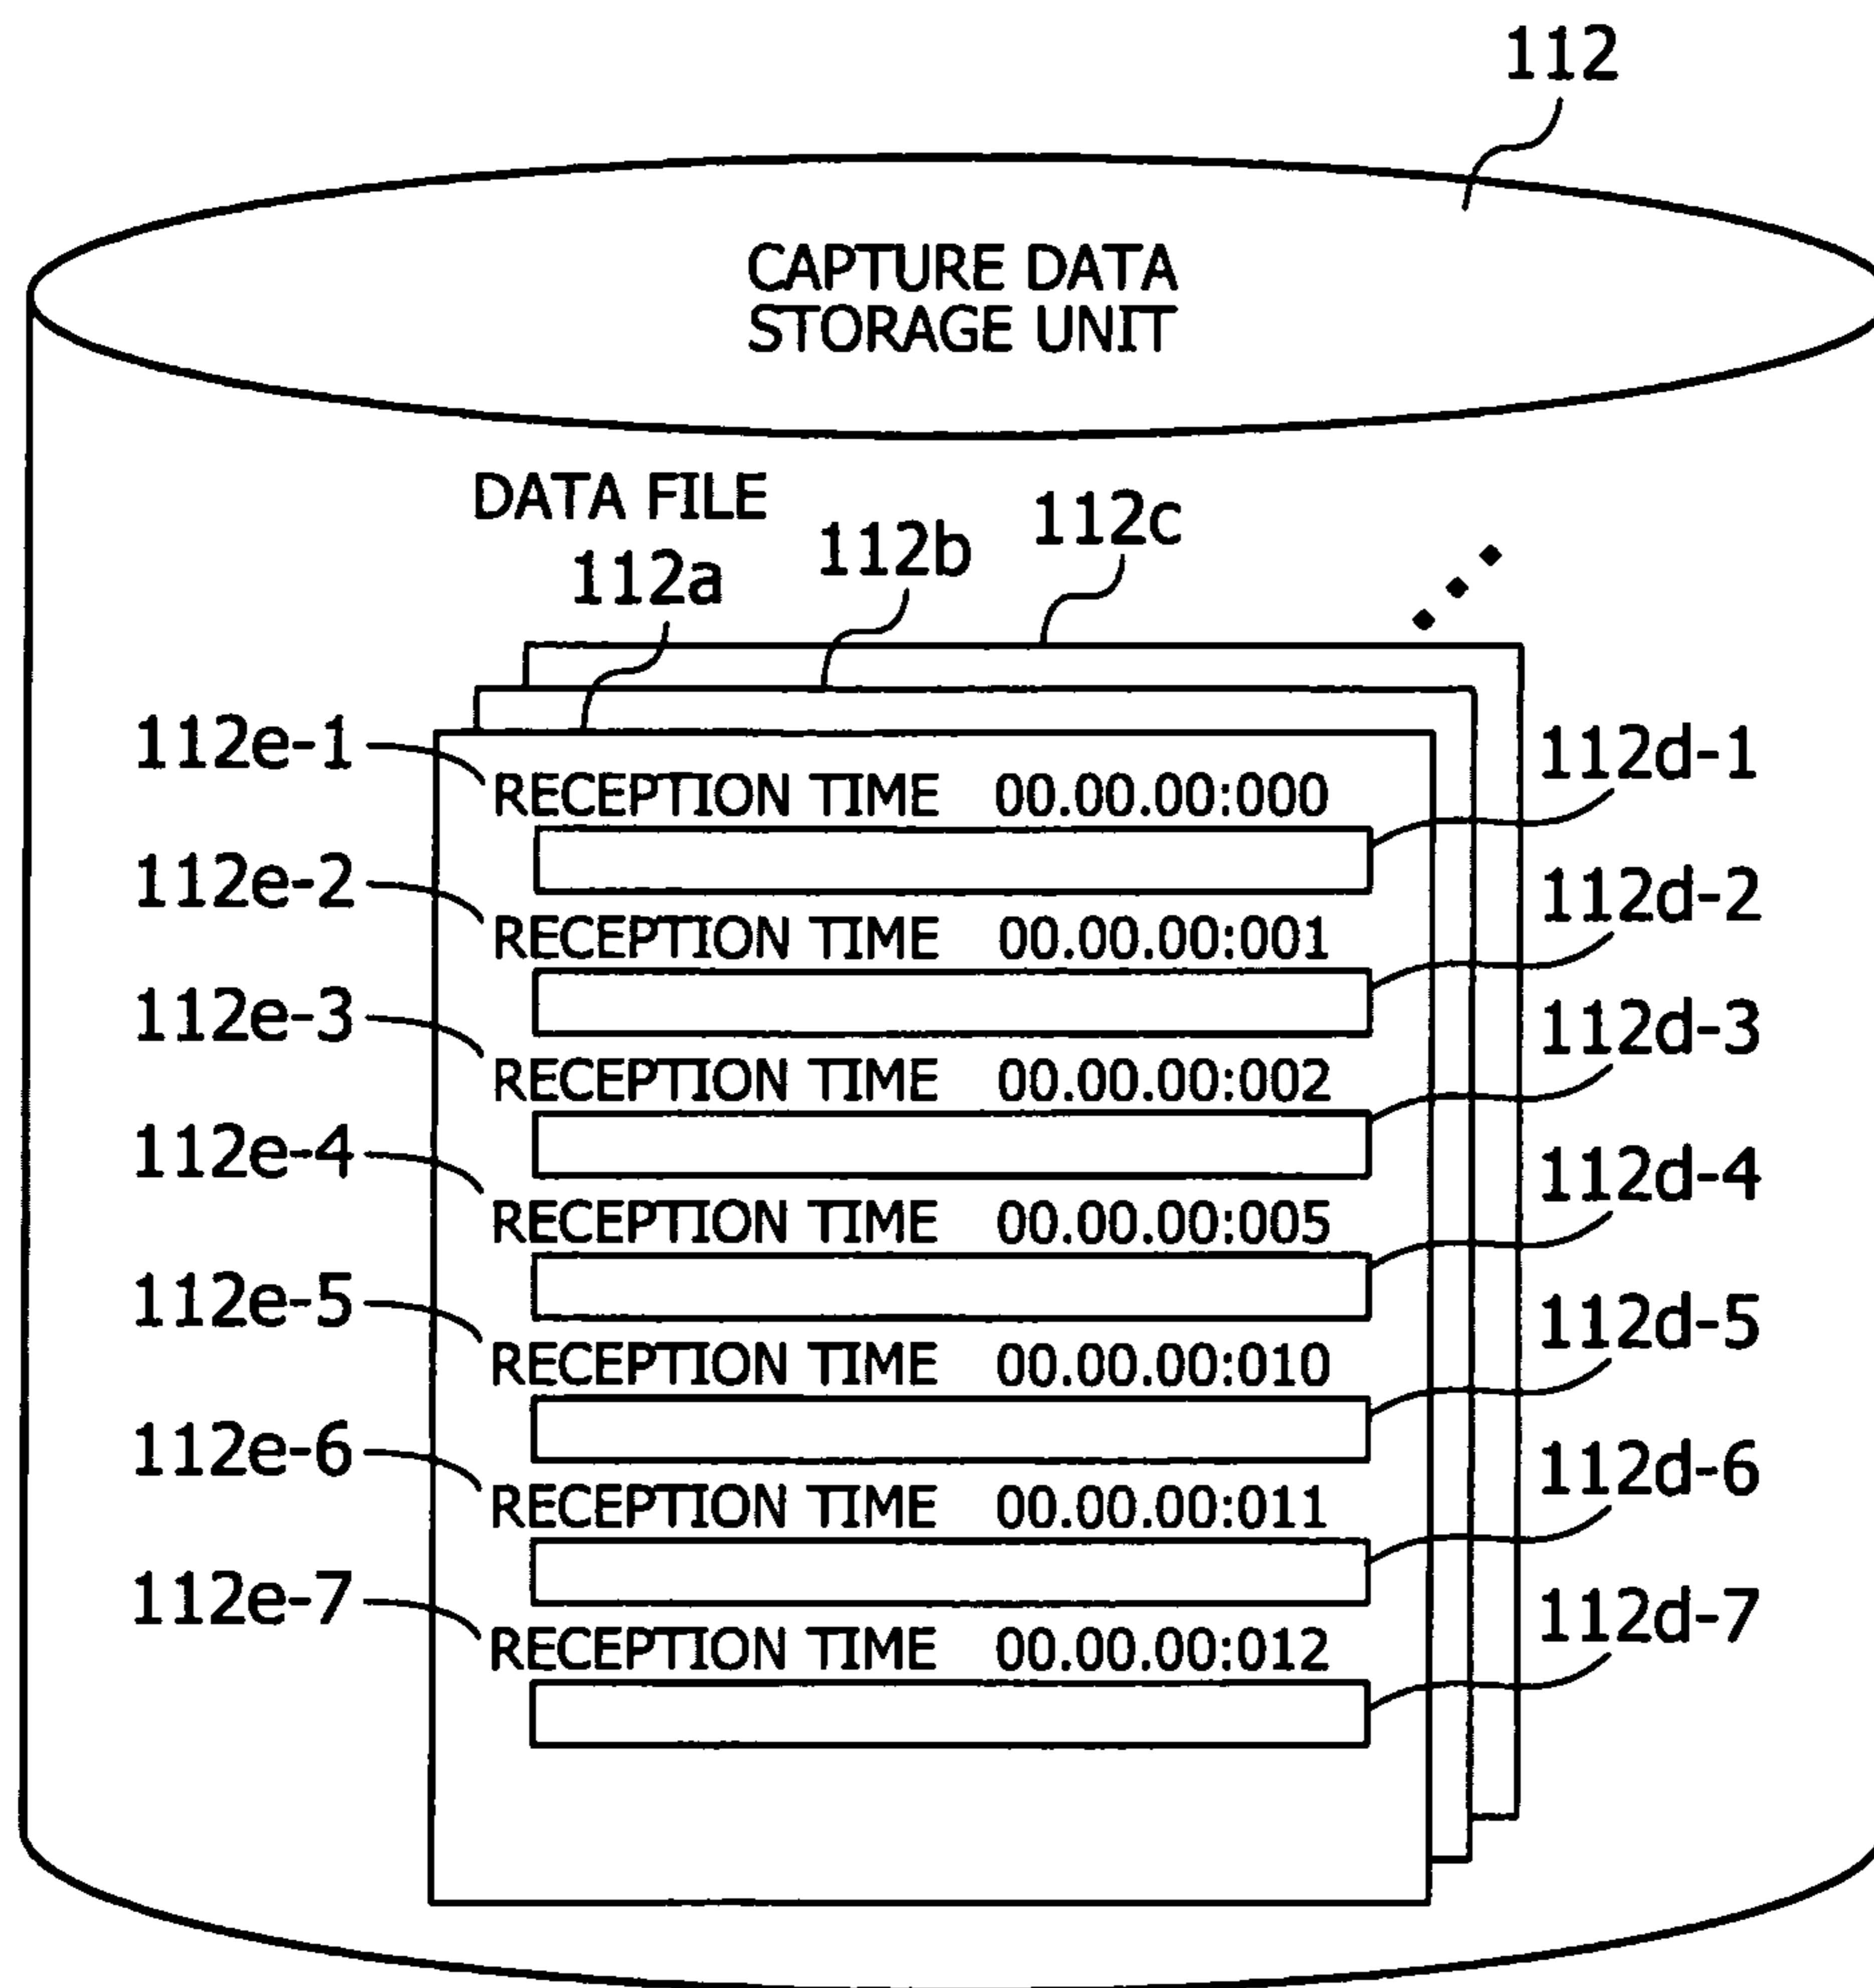 112
CAPTURE DATA
STORAGE UNIT
DATA FILE
112a
112b
112c
112e-1
RECEPTION TIME 00.00.00:000
112d-1
112e-2
RECEPTION TIME 00.00.00:001
112d-2
112e-3
RECEPTION TIME 00.00.00:002
112d-3
112e-4
RECEPTION TIME 00.00.00:005
112d-4
112e-5
RECEPTION TIME 00.00.00:010
112d-5
112e-6
RECEPTION TIME 00.00.00:011
112d-6
112e-7
RECEPTION TIME 00.00.00:012
112d-7